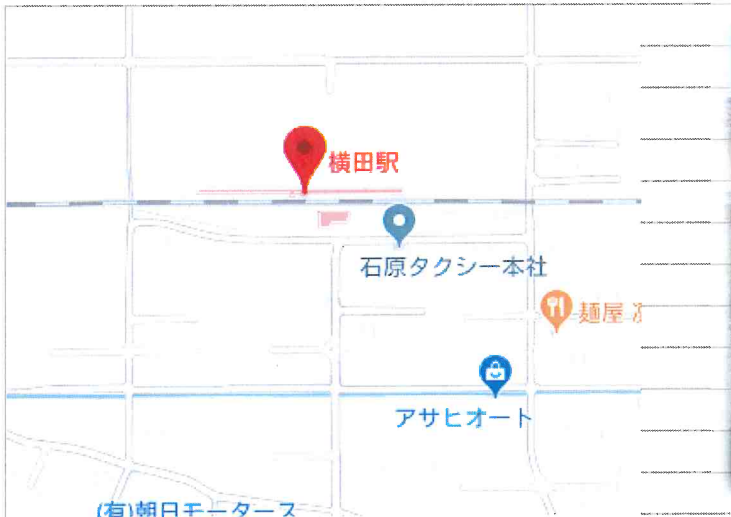 横田駅
石原タクシー本社
麺屋
アサヒオート
(有)朝日モータース